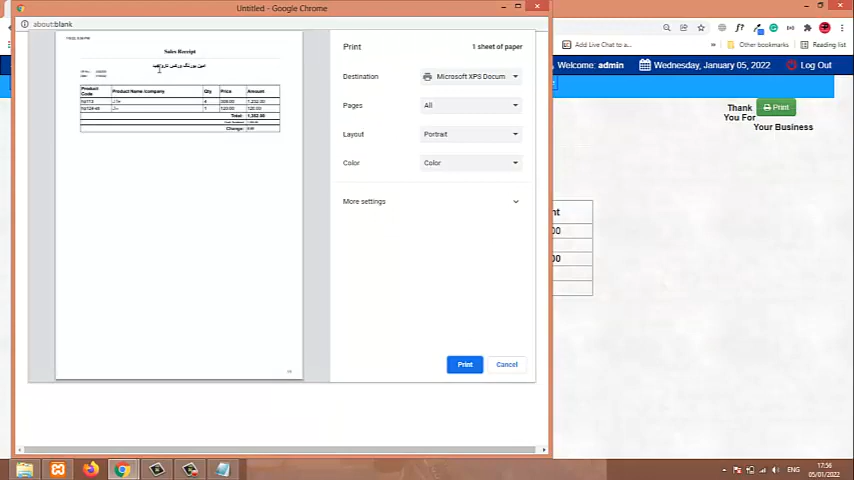 Untitled - Google Chrome
about:blank
Sales Receipt
Product Code
Product Name /company
Qty
Price
Amount
Total:
Change:
Print
1 sheet of paper
Destination
Microsoft XPS Docum
Pages
All
Layout
Portrait
Color
Color
More settings
Print
Cancel
Add Live Chat to a...
»
Other bookmarks
Reading list
Welcome: admin
Wednesday, January 05, 2022
Log Out
Thank
You For
Your Business
Print
nt
00
00
ENG
17:56
05/01/2022